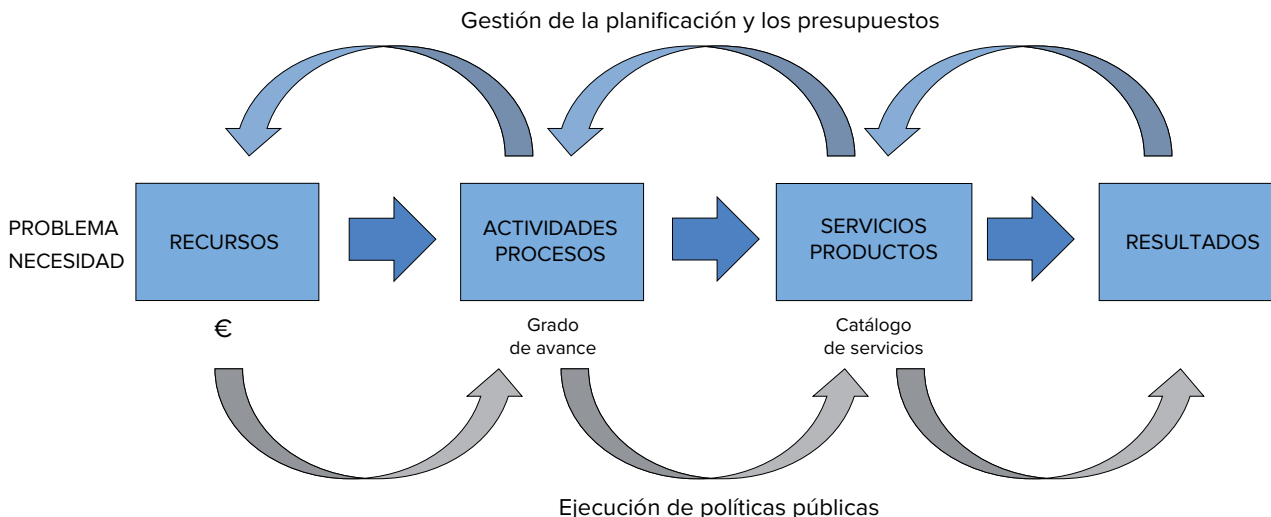 Gestión de la planificación y los presupuestos
PROBLEMA
NECESIDAD
RECURSOS
ACTIVIDADES
PROCESOS
SERVICIOS
PRODUCTOS
RESULTADOS
€
Grado
de avance
Catálogo
de servicios
Ejecución de políticas públicas